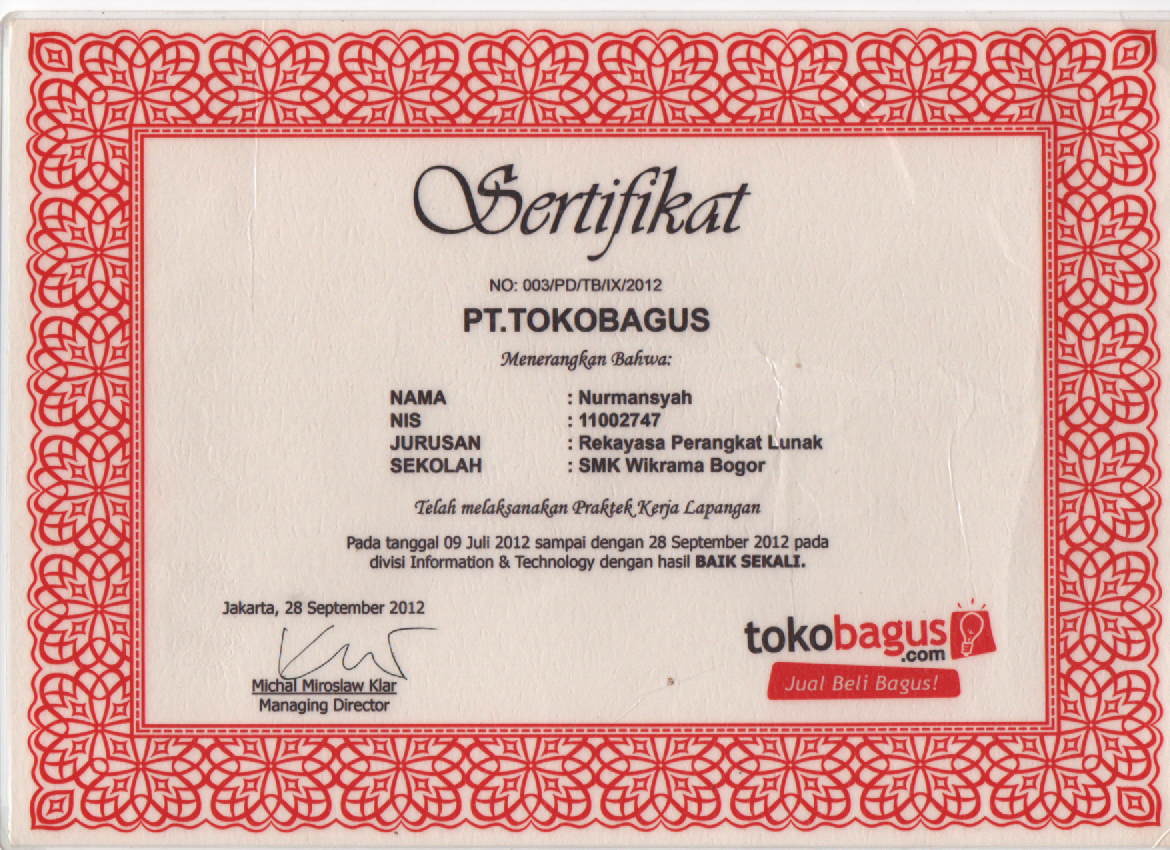 Sertifikat
NO: 003/PD/TB/IX/2012
PT.TOKOBAGUS
Menerangkan Bahwa:
NAMA : Nurmansyah
NIS : 11002747
JURUSAN : Rekayasa Perangkat Lunak
SEKOLAH : SMK Wikrama Bogor
Telah melaksanakan Praktek Kerja Lapangan
Pada tanggal 09 Juli 2012 sampai dengan 28 September 2012 pada
divisi Information & Technology dengan hasil BAIK SEKALI.
Jakarta, 28 September 2012
Michal Miroslaw Klar
Managing Director
tokobagus
.com
Jual Beli Bagus!